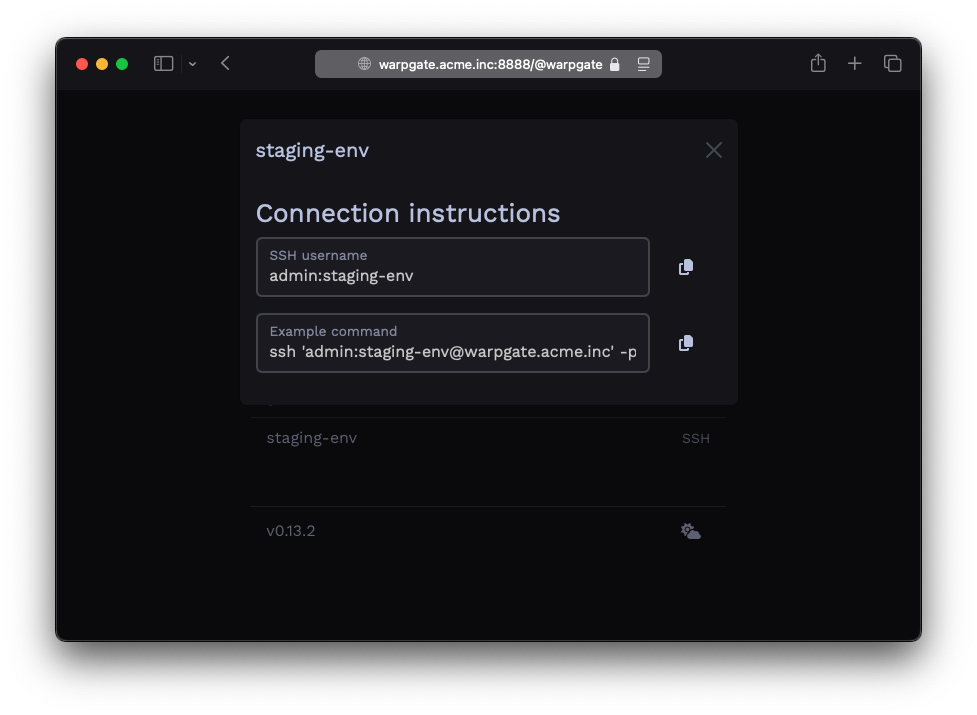 warpgate.acme.inc:8888/@warpgate
staging-env
Connection instructions
SSH username
admin:staging-env
Example command
ssh 'admin:staging-env@warpgate.acme.inc' -p
staging-env SSH
v0.13.2